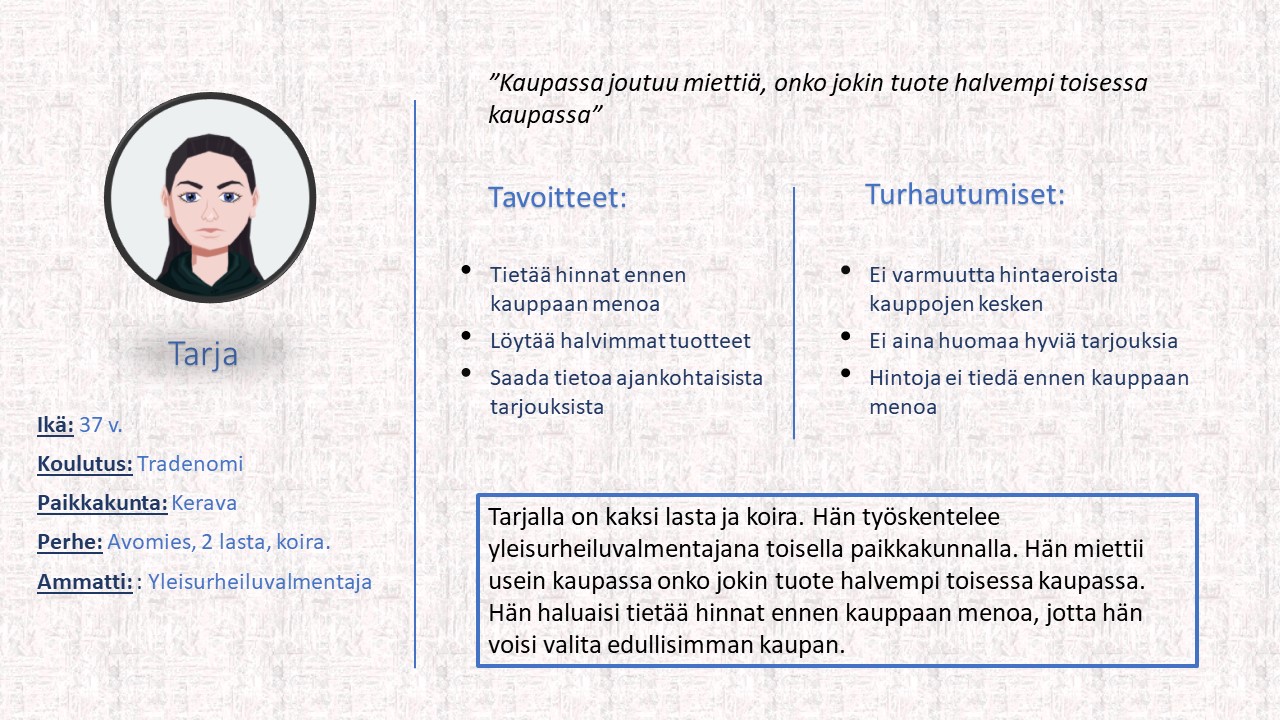 ”Kaupassa joutuu miettiä, onko jokin tuote halvempi toisessa
kaupassa”
Tarja
Ikä: 37 v.
Koulutus: Tradenomi
Paikkakunta: Kerava
Perhe: Avomies, 2 lasta, koira.
Ammatti: : Yleisurheiluvalmentaja
Tavoitteet:
• Tietää hinnat ennen
kauppaan menoa
• Löytää halvimmat tuotteet
• Saada tietoa ajankohtaisista
tarjouksista
Turhautumiset:
• Ei varmuutta hintaeroista
kauppojen kesken
• Ei aina huomaa hyviä tarjouksia
• Hintoja ei tiedä ennen kauppaan
menoa
Tarjalla on kaksi lasta ja koira. Hän työskentelee
yleisurheiluvalmentajana toisella paikkakunnalla. Hän miettii
usein kaupassa onko jokin tuote halvempi toisessa kaupassa.
Hän haluaisi tietää hinnat ennen kauppaan menoa, jotta hän
voisi valita edullisimman kaupan.